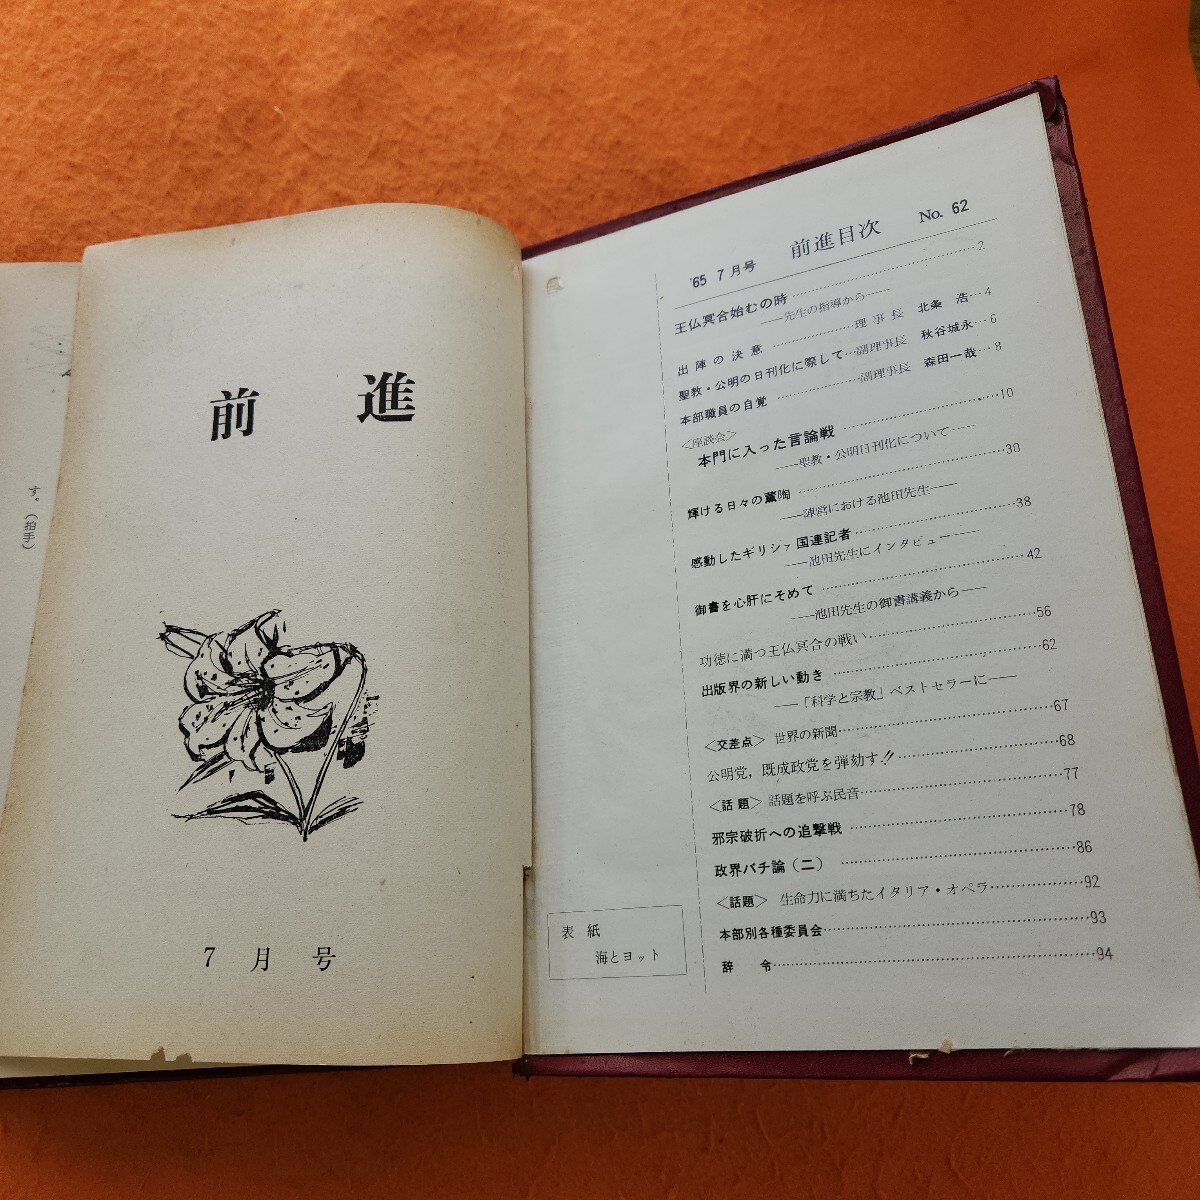 す。(拍手)
前 進
7 月 号
'65 7月号 前進目次 No. 62
王仏冥合始むの時……………………2
――先生の指導から――
出陣の決意……………理事長 北条 浩…4
聖教・公明の日刊化に際して…副理事長 秋谷城永…6
本部職員の自覚……………副理事長 森田一哉…8
<座談会>
本門に入った言論戦……………………10
――聖教・公明日刊化について――
輝ける日々の薫陶……………………30
――陣営における池田先生――
感動したギリシァ国連記者……………………38
――池田先生にインタビュー――
御書を心肝にそめて……………………42
――池田先生の御書講義から――
功徳に満つ王仏冥合の戦い……………………56
出版界の新しい動き……………………62
――「科学と宗教」ベストセラーに――
<交差点> 世界の新聞……………………67
公明党,既成政党を弾劾す!!……………………68
<話題> 話題を呼ぶ民音……………………77
邪宗破折への追撃戦……………………78
政界バチ論(二)……………………86
<話題> 生命力に満ちたイタリア・オペラ……………92
本部別各種委員会……………………93
辞 令……………………94
表 紙
海とヨット